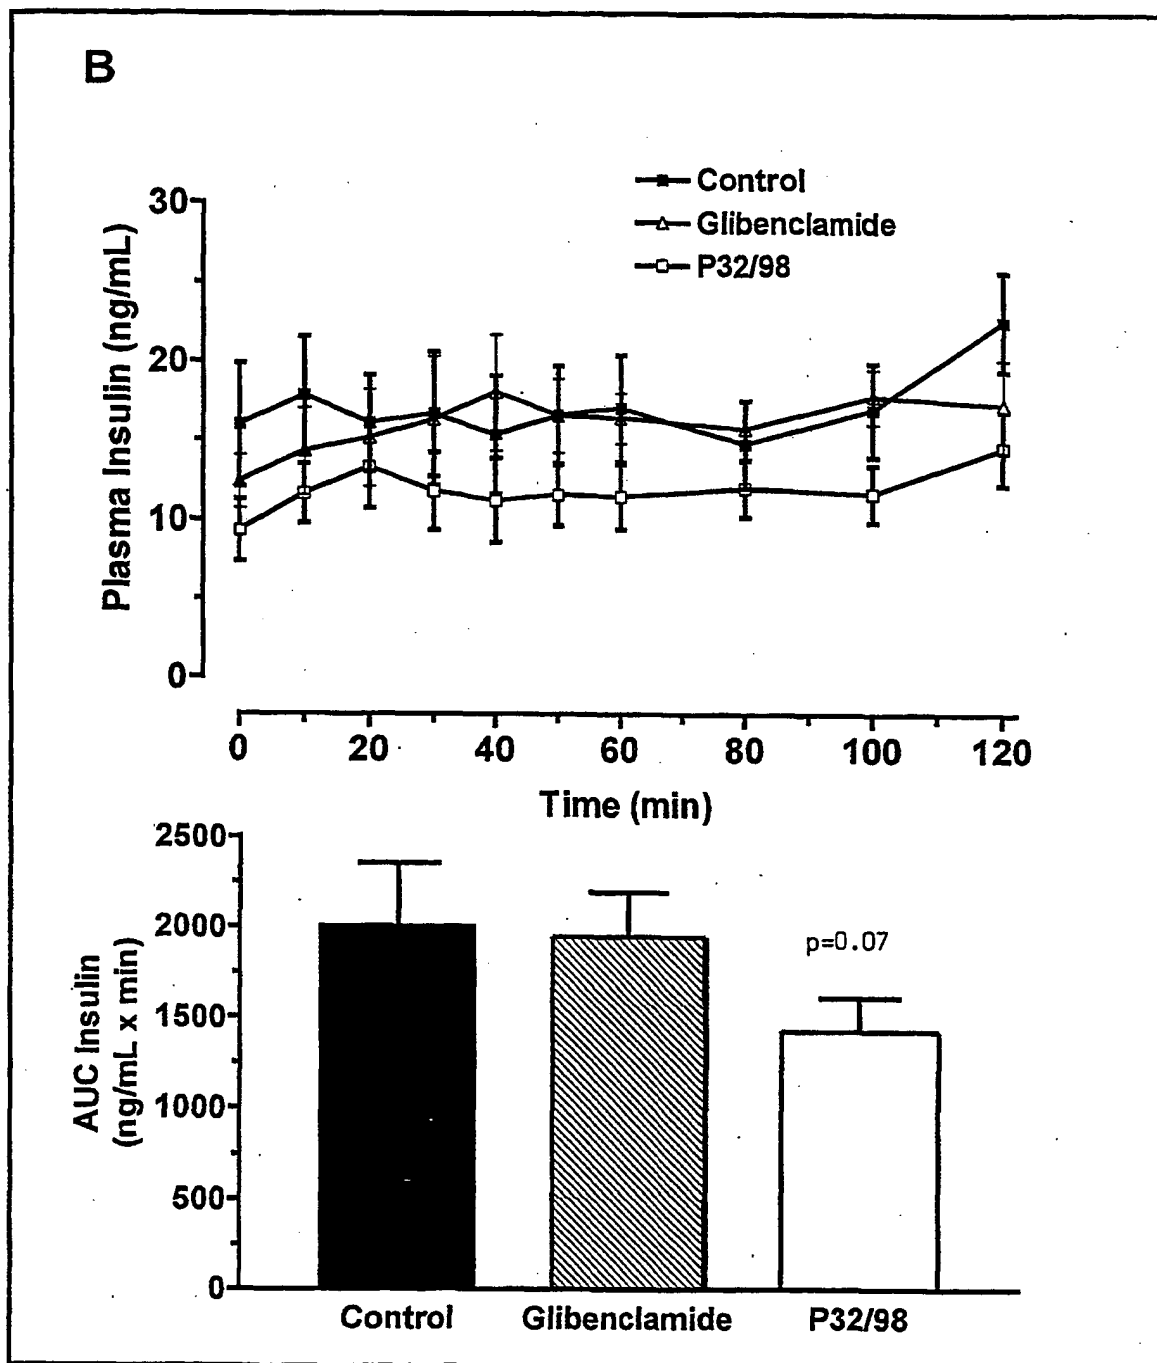 B
Control
Glibenclamide
P32/98
30
20
10
0
Plasma Insulin (ng/mL)
0 20 40 60 80 100 120
Time (min)
2500
2000
1500
1000
500
0
AUC Insulin
(ng/mL x min)
p=0.07
Control Glibenclamide P32/98